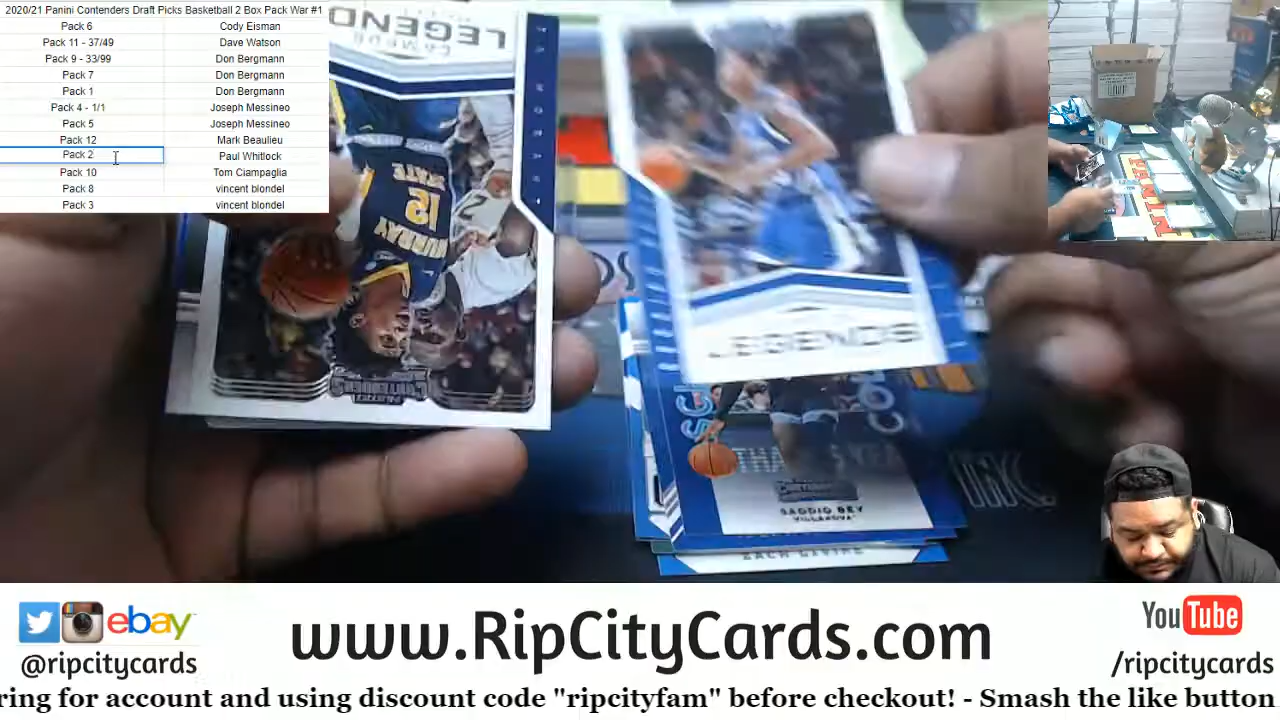 2020/21 Panini Contenders Draft Picks Basketball 2 Box Pack War #1
Pack 6 Cody Eisman
Pack 11 - 37/49 Dave Watson
Pack 9 - 33/99 Don Bergmann
Pack 7 Don Bergmann
Pack 1 Don Bergmann
Pack 4 - 1/1 Joseph Messineo
Pack 5 Joseph Messineo
Pack 12 Mark Beaulieu
Pack 2 Paul Whitlock
Pack 10 Tom Ciampaglia
Pack 8 vincent blondel
Pack 3 vincent blondel
LEGENDS
MURRAY
STATE
12
CONTENDERS
LEGENDS
SADDIQ BEY
VILLANOVA
ZACH LAVINE
PANINI
ebay
@ripcitycards
www.RipCityCards.com
YouTube
/ripcitycards
ring for account and using discount code "ripcityfam" before checkout! - Smash the like button